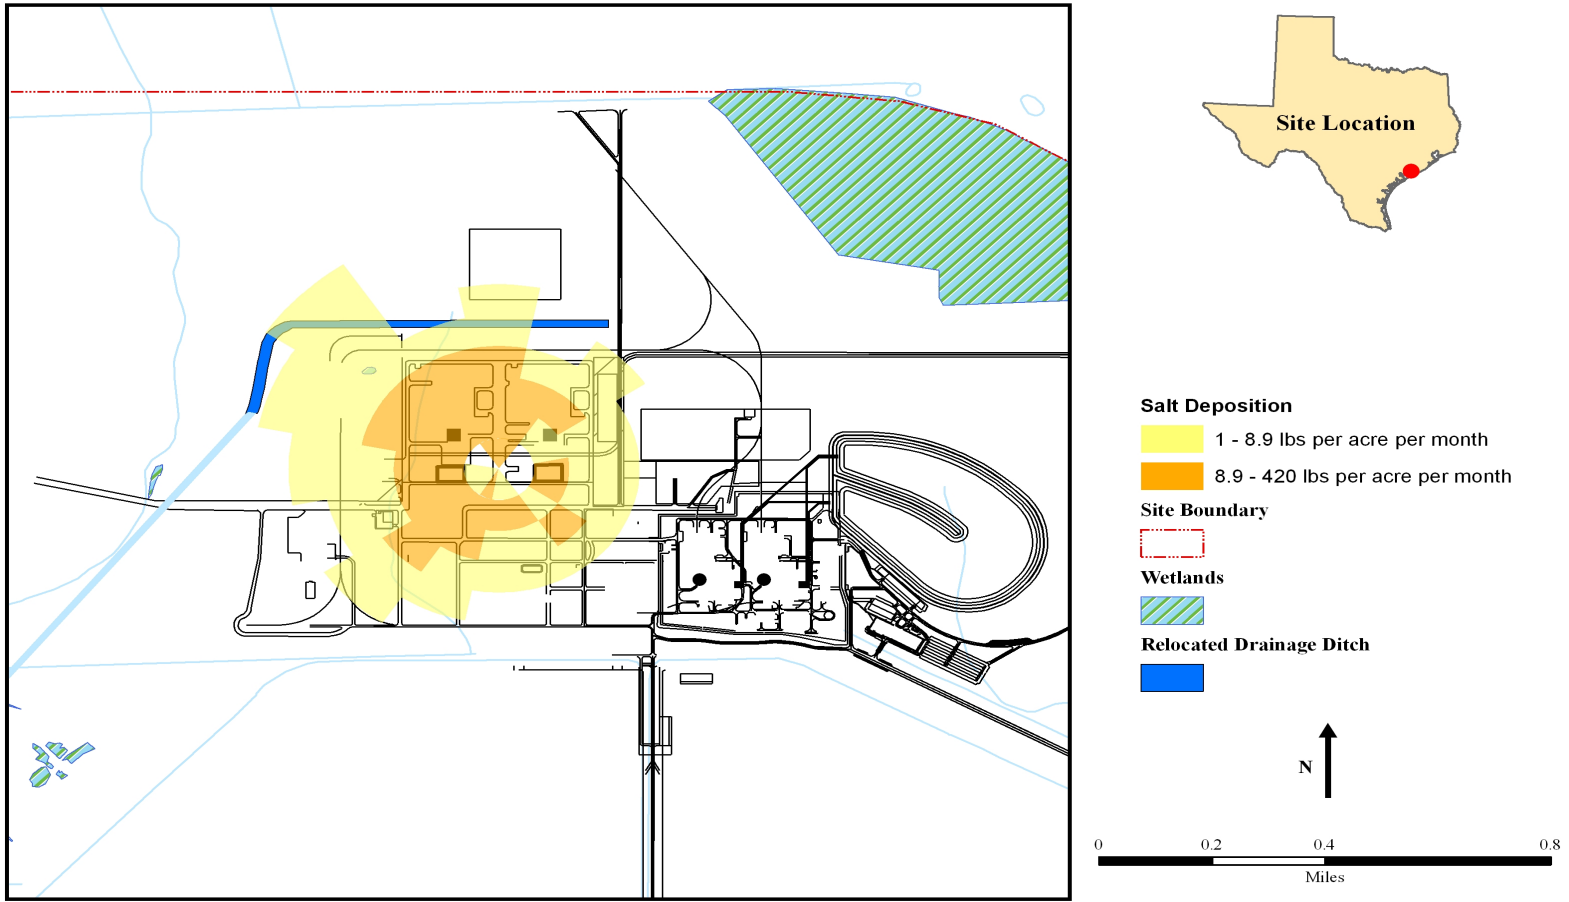 Site Location
Salt Deposition
1 - 8.9 lbs per acre per month
8.9 - 420 lbs per acre per month
Site Boundary
Wetlands
Relocated Drainage Ditch
N
0 0.2 0.4 0.8
Miles